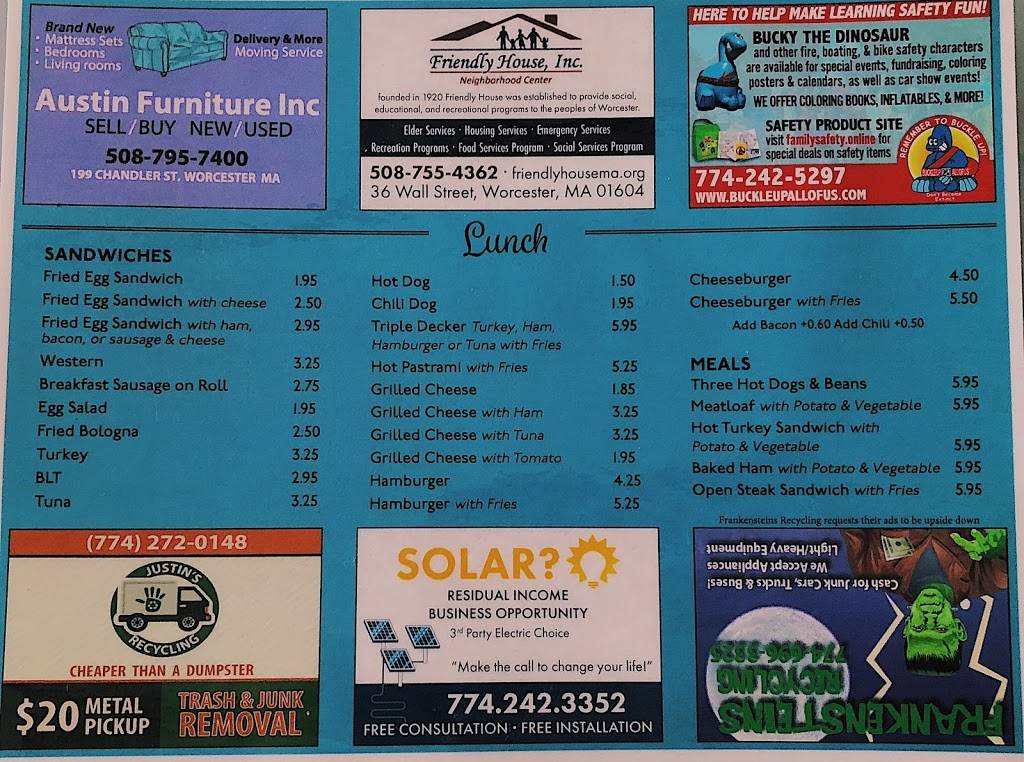 Brand New
• Mattress Sets
• Bedrooms
• Living rooms
Delivery & More
Moving Service
Austin Furniture Inc
SELL/BUY NEW/USED
508-795-7400
199 CHANDLER ST. WORCESTER MA
Friendly House, Inc.
Neighborhood Center
founded in 1920 Friendly House was established to provide social,
educational, and recreational programs to the peoples of Worcester.
Elder Services · Housing Services · Emergency Services
Recreation Programs · Food Services Program · Social Services Program
508-755-4362 · friendlyhousema.org
36 Wall Street, Worcester, MA 01604
HERE TO HELP MAKE LEARNING SAFETY FUN!
BUCKY THE DINOSAUR
and other fire, boating, & bike safety characters
are available for special events, fundraising, coloring
posters & calendars, as well as car show events!
WE OFFER COLORING BOOKS, INFLATABLES, & MORE!
SAFETY PRODUCT SITE
visit familysafety.online for
special deals on safety items
774-242-5297
WWW.BUCKLEUPALLOFUS.COM
REMEMBER TO BUCKLE UP!
BUCKLEUPALLOFUS
Don't Become
Extinct
Lunch
SANDWICHES
Fried Egg Sandwich 1.95
Fried Egg Sandwich with cheese 2.50
Fried Egg Sandwich with ham, 2.95
bacon, or sausage & cheese
Western 3.25
Breakfast Sausage on Roll 2.75
Egg Salad 1.95
Fried Bologna 2.50
Turkey 3.25
BLT 2.95
Tuna 3.25
Hot Dog 1.50
Chili Dog 1.95
Triple Decker Turkey, Ham, 5.95
Hamburger or Tuna with Fries
Hot Pastrami with Fries 5.25
Grilled Cheese 1.85
Grilled Cheese with Ham 3.25
Grilled Cheese with Tuna 3.25
Grilled Cheese with Tomato 1.95
Hamburger 4.25
Hamburger with Fries 5.25
Cheeseburger 4.50
Cheeseburger with Fries 5.50
Add Bacon +0.60 Add Chili +0.50
MEALS
Three Hot Dogs & Beans 5.95
Meatloaf with Potato & Vegetable 5.95
Hot Turkey Sandwich with
Potato & Vegetable 5.95
Baked Ham with Potato & Vegetable 5.95
Open Steak Sandwich with Fries 5.95
Frankensteins Recycling requests their ads to be upside down
(774) 272-0148
JUSTIN'S
RECYCLING
CHEAPER THAN A DUMPSTER
$20 METAL
PICKUP
TRASH & JUNK
REMOVAL
SOLAR?
RESIDUAL INCOME
BUSINESS OPPORTUNITY
3rd Party Electric Choice
"Make the call to change your life!"
774.242.3352
FREE CONSULTATION · FREE INSTALLATION
FRANKENSTEINS
RECYCLING
Cash for Junk Cars, Trucks & Buses!
We Accept Appliances
Light/Heavy Equipment